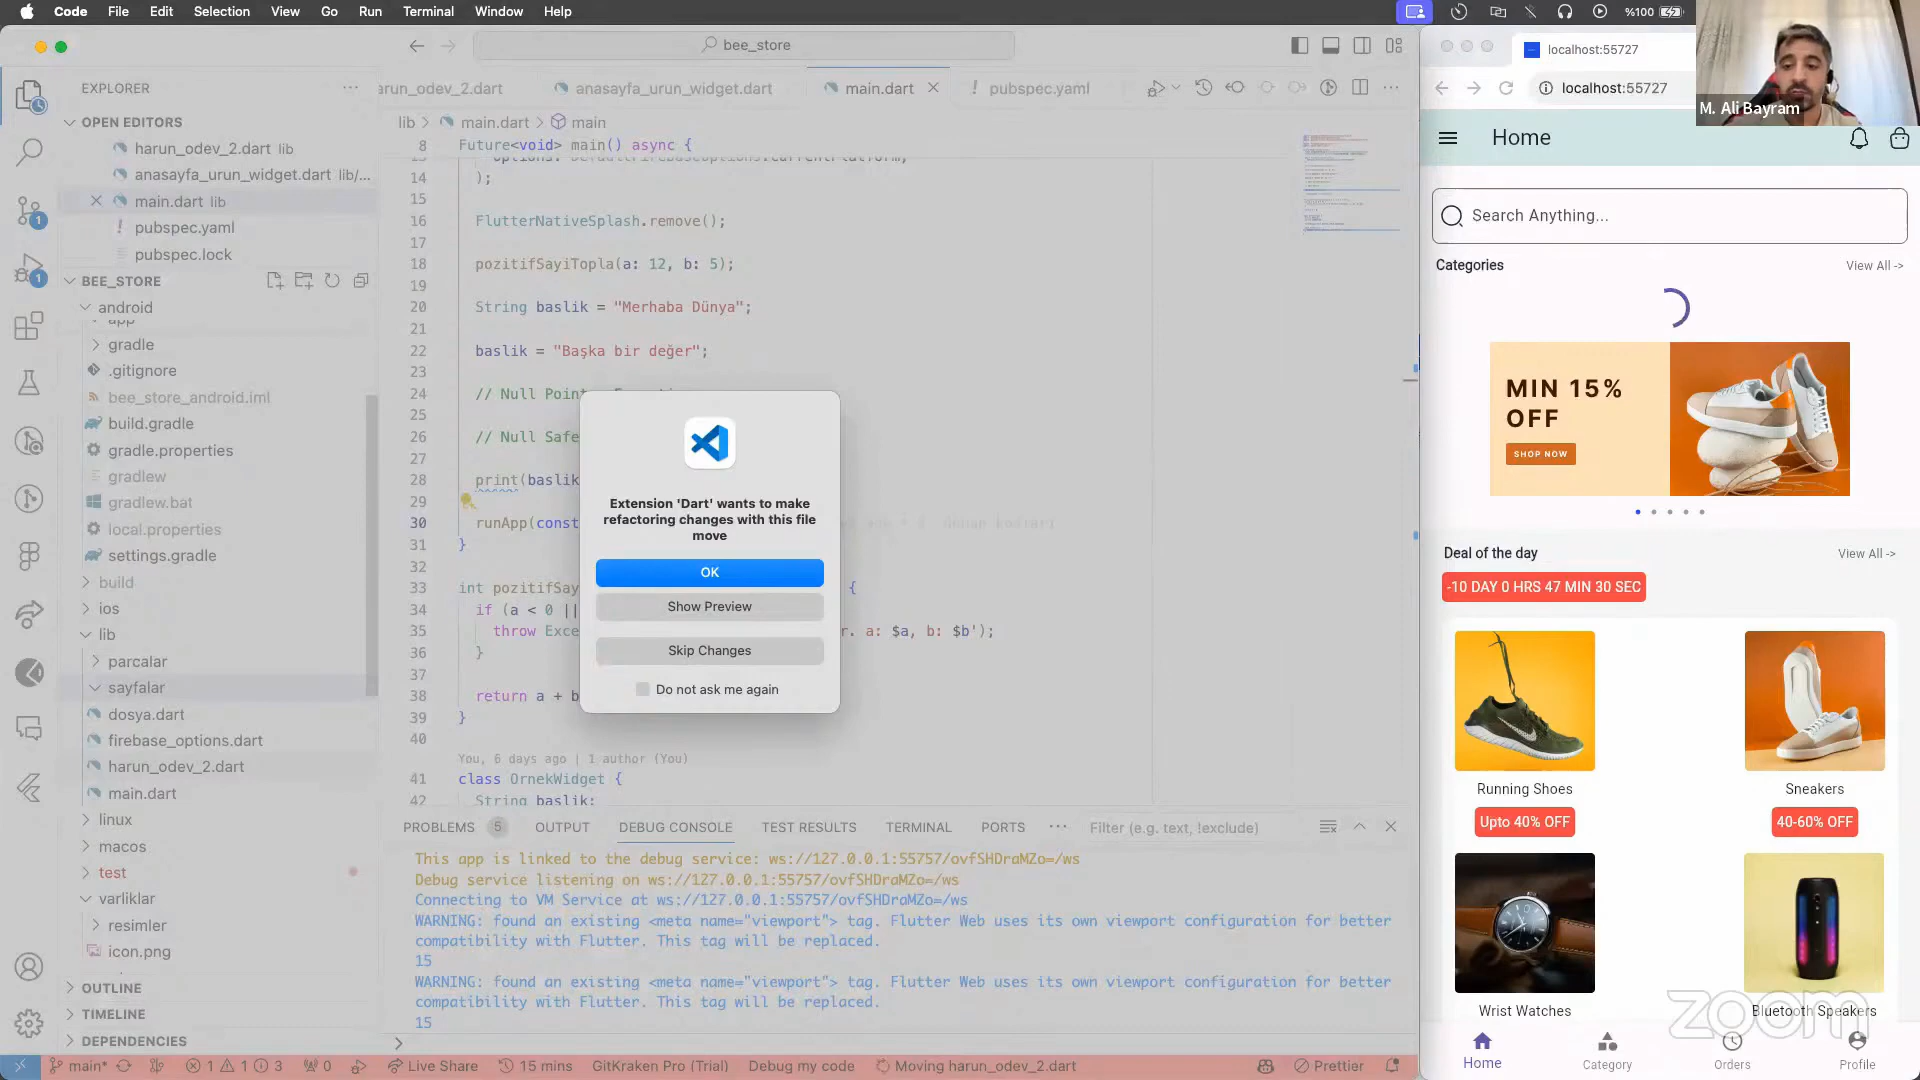 Code File Edit Selection View Go Run Terminal Window Help
%100
bee_store
localhost:55727
M. Ali Bayram
EXPLORER
OPEN EDITORS
harun_odev_2.dart lib
anasayfa_urun_widget.dart lib/...
main.dart lib
pubspec.yaml
pubspec.lock
BEE_STORE
android
app
gradle
.gitignore
bee_store_android.iml
build.gradle
gradle.properties
gradlew
gradlew.bat
local.properties
settings.gradle
build
ios
lib
parcalar
sayfalar
dosya.dart
firebase_options.dart
harun_odev_2.dart
main.dart
linux
macos
test
varliklar
resimler
icon.png
OUTLINE
TIMELINE
DEPENDENCIES
1
1
arun_odev_2.dart anasayfa_urun_widget.dart main.dart pubspec.yaml
lib > main.dart > main
8 Future<void> main() async {
options: DefaultFirebaseOptions.currentPlatform,
14 );
15
16 FlutterNativeSplash.remove();
17
18 pozitifSayiTopla(a: 12, b: 5);
19
20 String baslik = "Merhaba Dünya";
21
22 baslik = "Başka bir değer";
23
24 // Null Point
25
26 // Null Safe
27
28 print(baslik
29
30 runApp(const
31 }
32
33 int pozitifSay {
34 if (a < 0 ||
35 throw Exce r. a: $a, b: $b');
36 }
37
38 return a + b
39 }
40
You, 6 days ago | 1 author (You)
41 class OrnekWidget {
42 String baslik;
Extension 'Dart' wants to make
refactoring changes with this file
move
OK
Show Preview
Skip Changes
Do not ask me again
PROBLEMS 5 OUTPUT DEBUG CONSOLE TEST RESULTS TERMINAL PORTS Filter (e.g. text, !exclude)
This app is linked to the debug service: ws://127.0.0.1:55757/ovfSHDraMZo=/ws
Debug service listening on ws://127.0.0.1:55757/ovfSHDraMZo=/ws
Connecting to VM Service at ws://127.0.0.1:55757/ovfSHDraMZo=/ws
WARNING: found an existing <meta name="viewport"> tag. Flutter Web uses its own viewport configuration for better
compatibility with Flutter. This tag will be replaced.
15
WARNING: found an existing <meta name="viewport"> tag. Flutter Web uses its own viewport configuration for better
compatibility with Flutter. This tag will be replaced.
15
main* 1 1 3 0 Live Share 15 mins GitKraken Pro (Trial) Debug my code Moving harun_odev_2.dart Prettier
localhost:55727
Home
Search Anything...
Categories View All ->
MIN 15%
OFF
SHOP NOW
Deal of the day View All ->
-10 DAY 0 HRS 47 MIN 30 SEC
Running Shoes Sneakers
Upto 40% OFF 40-60% OFF
Wrist Watches Bluetooth Speakers
zoom
Home Category Orders Profile